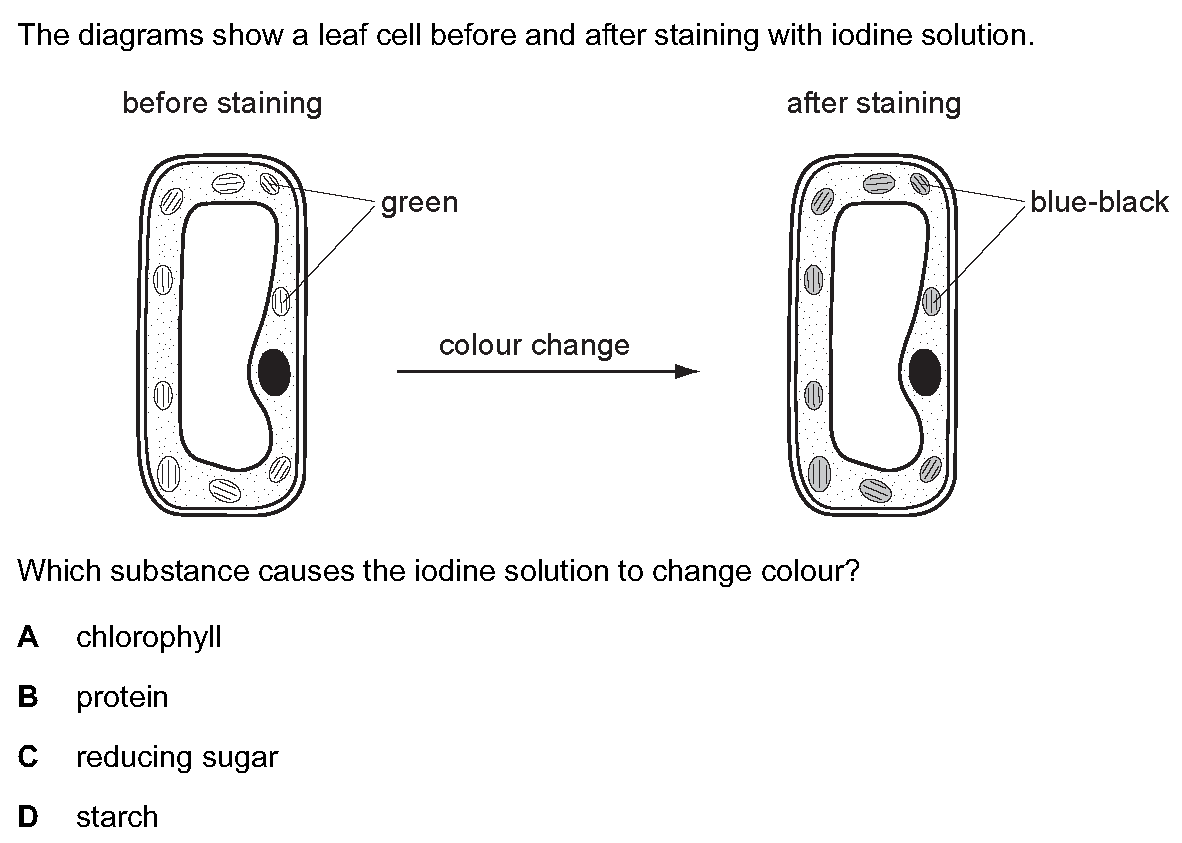 The diagrams show a leaf cell before and after staining with iodine solution.
before staining
after staining
green
blue-black
colour change
Which substance causes the iodine solution to change colour?
A chlorophyll
B protein
C reducing sugar
D starch